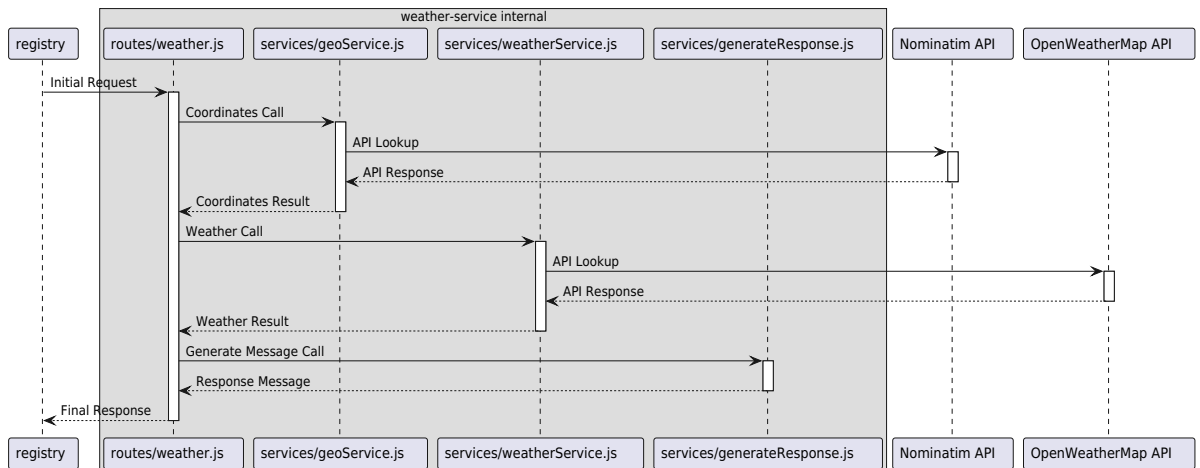 weather-service internal
registry
routes/weather.js
services/geoService.js
services/weatherService.js
services/generateResponse.js
Nominatim API
OpenWeatherMap API
Initial Request
Coordinates Call
API Lookup
API Response
Coordinates Result
Weather Call
API Lookup
API Response
Weather Result
Generate Message Call
Response Message
Final Response
registry
routes/weather.js
services/geoService.js
services/weatherService.js
services/generateResponse.js
Nominatim API
OpenWeatherMap API